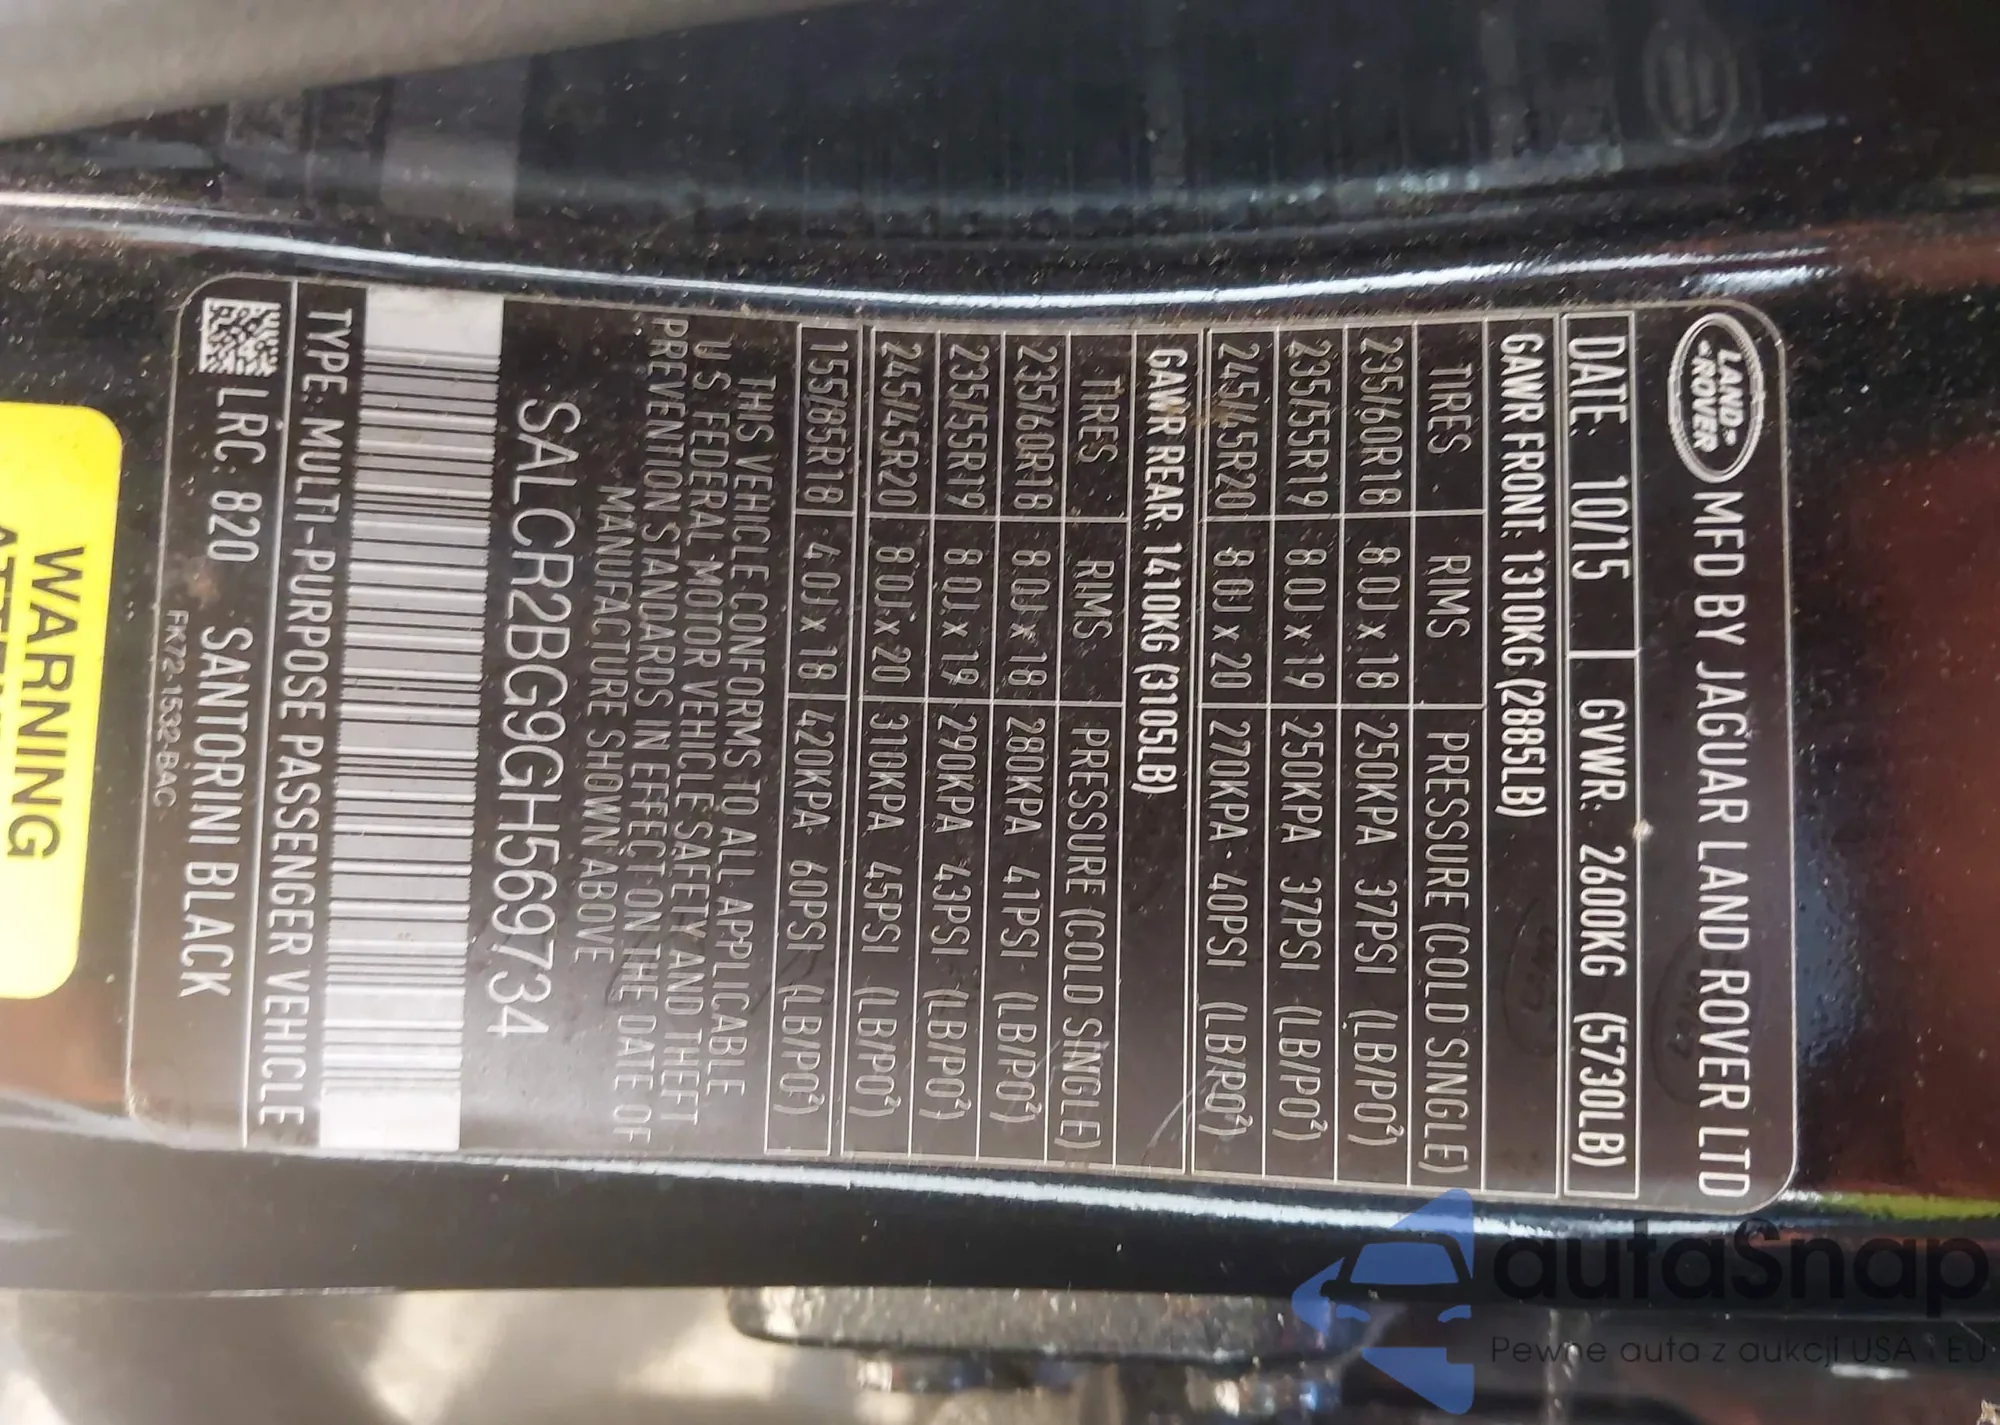 LAND-
-ROVER
MFD BY JAGUAR LAND ROVER LTD
DATE: 10/15 GVWR: 2600KG (5730LB)
GAWR FRONT: 1310KG (2885LB)
TIRES RIMS PRESSURE (COLD SINGLE)
235/60R18 8.0J x 18 250KPA 37PSI (LB/PO²)
235/55R19 8.0J x 19 250KPA 37PSI (LB/PO²)
245/45R20 8.0J x 20 270KPA 40PSI (LB/PO²)
GAWR REAR: 1410KG (3105LB)
TIRES RIMS PRESSURE (COLD SINGLE)
235/60R18 8.0J x 18 280KPA 41PSI (LB/PO²)
235/55R19 8.0J x 19 290KPA 43PSI (LB/PO²)
245/45R20 8.0J x 20 310KPA 45PSI (LB/PO²)
155/85R18 4.0J x 18 420KPA 60PSI (LB/PO²)
THIS VEHICLE CONFORMS TO ALL APPLICABLE
U.S. FEDERAL MOTOR VEHICLE SAFETY AND THEFT
PREVENTION STANDARDS IN EFFECT ON THE DATE OF
MANUFACTURE SHOWN ABOVE
SALCR2BG9GH569734
TYPE: MULTI-PURPOSE PASSENGER VEHICLE
LRC: 820 SANTORINI BLACK
FK72-1532-BAC
WARNING
autaSnap
Pewne auta z aukcji USA i EU